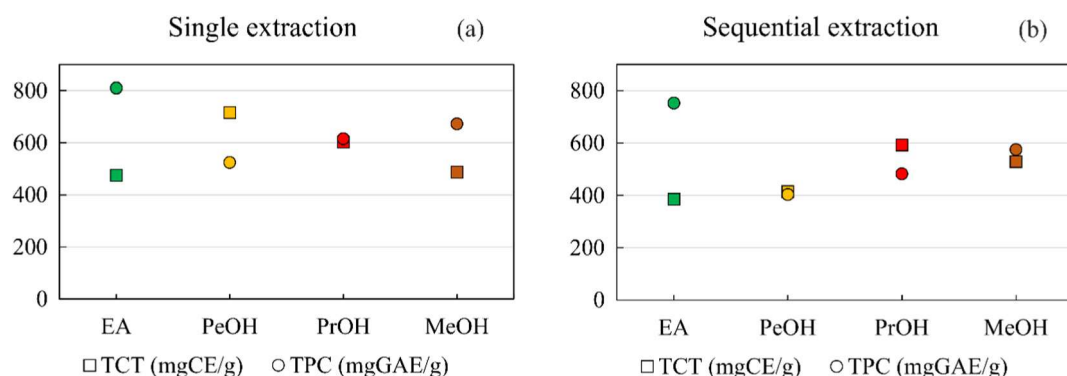 Single extraction (a)
800
600
400
200
0
EA PeOH PrOH MeOH
TCT (mgCE/g) TPC (mgGAE/g)
Sequential extraction (b)
800
600
400
200
0
EA PeOH PrOH MeOH
TCT (mgCE/g) TPC (mgGAE/g)